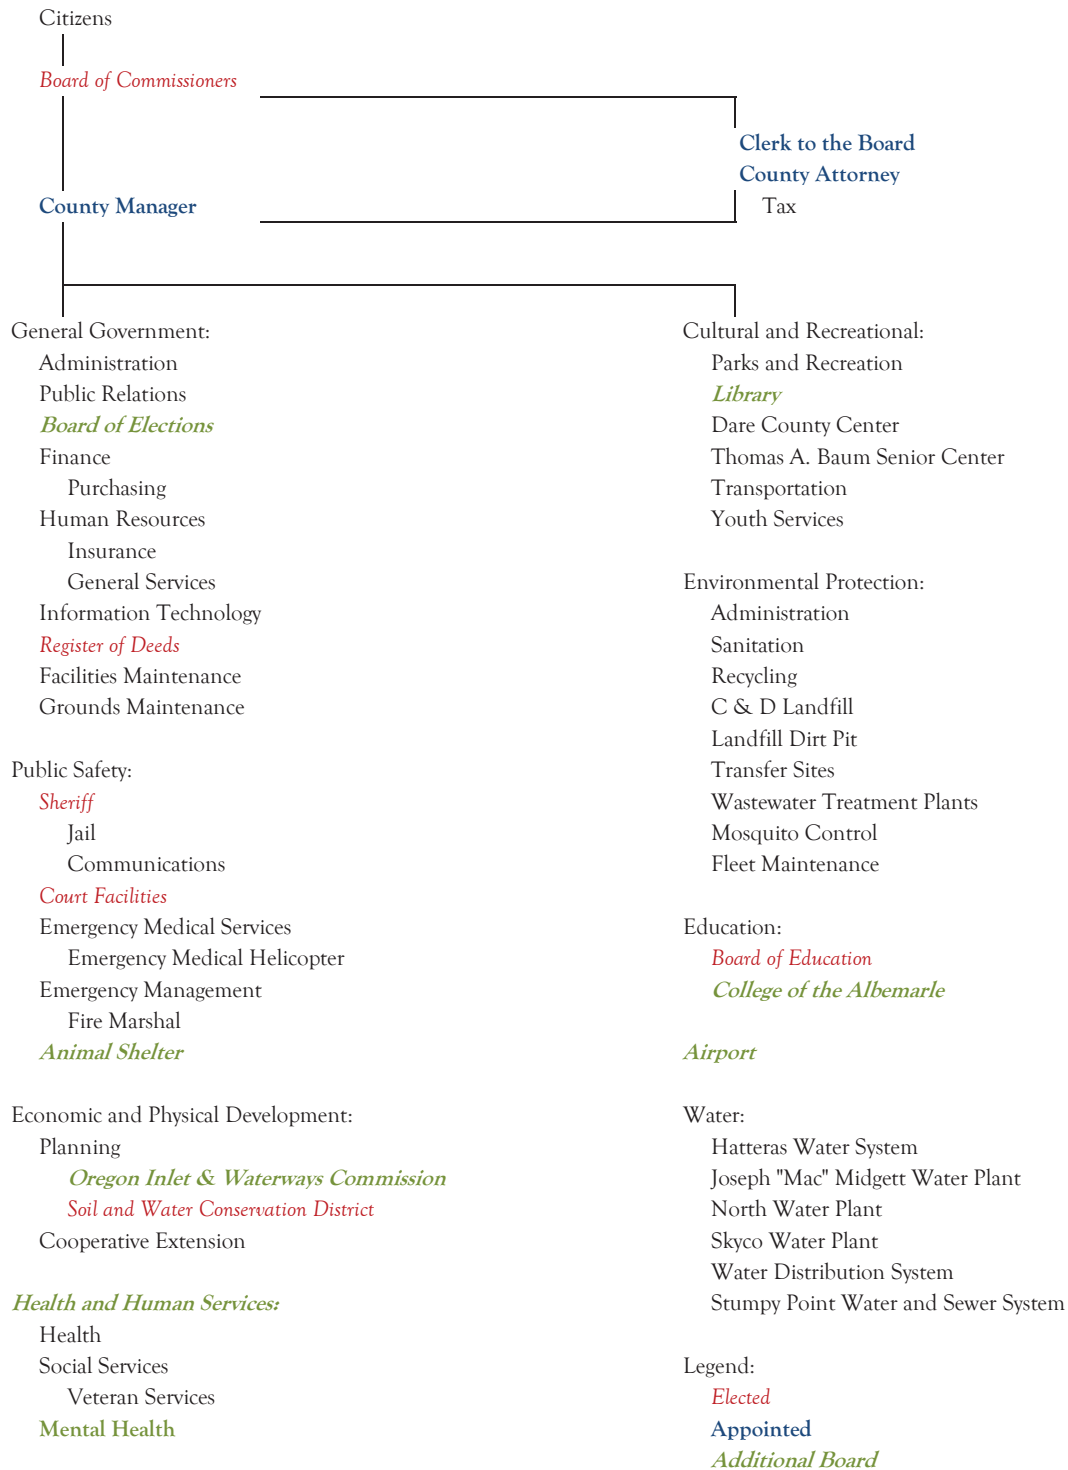 Citizens
Board of Commissioners
Clerk to the Board
County Attorney
County Manager
Tax
General Government:
Administration
Public Relations
Board of Elections
Finance
Purchasing
Human Resources
Insurance
General Services
Information Technology
Register of Deeds
Facilities Maintenance
Grounds Maintenance
Public Safety:
Sheriff
Jail
Communications
Court Facilities
Emergency Medical Services
Emergency Medical Helicopter
Emergency Management
Fire Marshal
Animal Shelter
Economic and Physical Development:
Planning
Oregon Inlet & Waterways Commission
Soil and Water Conservation District
Cooperative Extension
Health and Human Services:
Health
Social Services
Veteran Services
Mental Health
Cultural and Recreational:
Parks and Recreation
Library
Dare County Center
Thomas A. Baum Senior Center
Transportation
Youth Services
Environmental Protection:
Administration
Sanitation
Recycling
C & D Landfill
Landfill Dirt Pit
Transfer Sites
Wastewater Treatment Plants
Mosquito Control
Fleet Maintenance
Education:
Board of Education
College of the Albemarle
Airport
Water:
Hatteras Water System
Joseph "Mac" Midgett Water Plant
North Water Plant
Skyco Water Plant
Water Distribution System
Stumpy Point Water and Sewer System
Legend:
Elected
Appointed
Additional Board